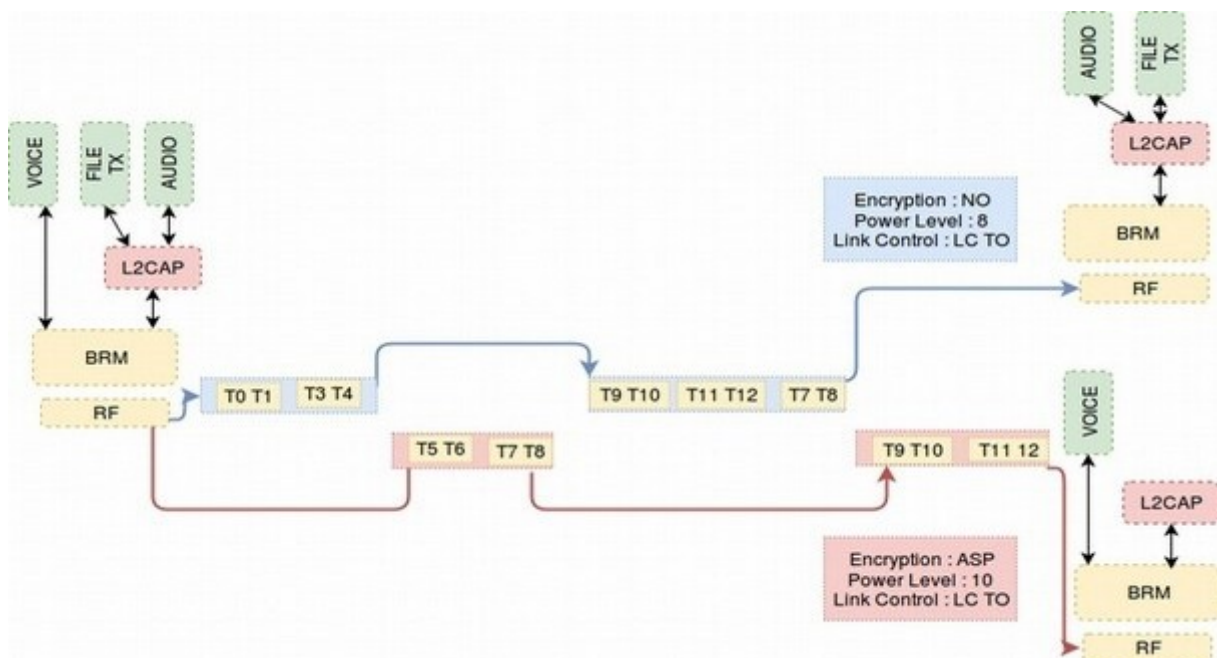 AUDIO
FILE
TX
L2CAP
BRM
RF
VOICE
FILE
TX
AUDIO
L2CAP
BRM
RF
Encryption : NO
Power Level : 8
Link Control : LC TO
T0 T1
T3 T4
T9 T10
T11 T12
T7 T8
T5 T6
T7 T8
T9 T10
T11 12
VOICE
L2CAP
BRM
RF
Encryption : ASP
Power Level : 10
Link Control : LC TO